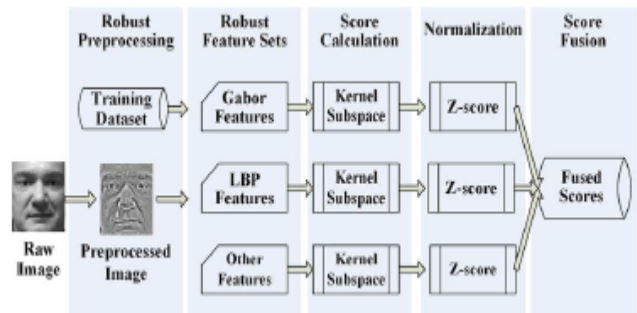 Robust
Preprocessing
Robust
Feature Sets
Score
Calculation
Normalization
Score
Fusion
Training
Dataset
Gabor
Features
Kernel
Subspace
Z-score
Raw
Image
Preprocessed
Image
LBP
Features
Kernel
Subspace
Z-score
Fused
Scores
Other
Features
Kernel
Subspace
Z-score